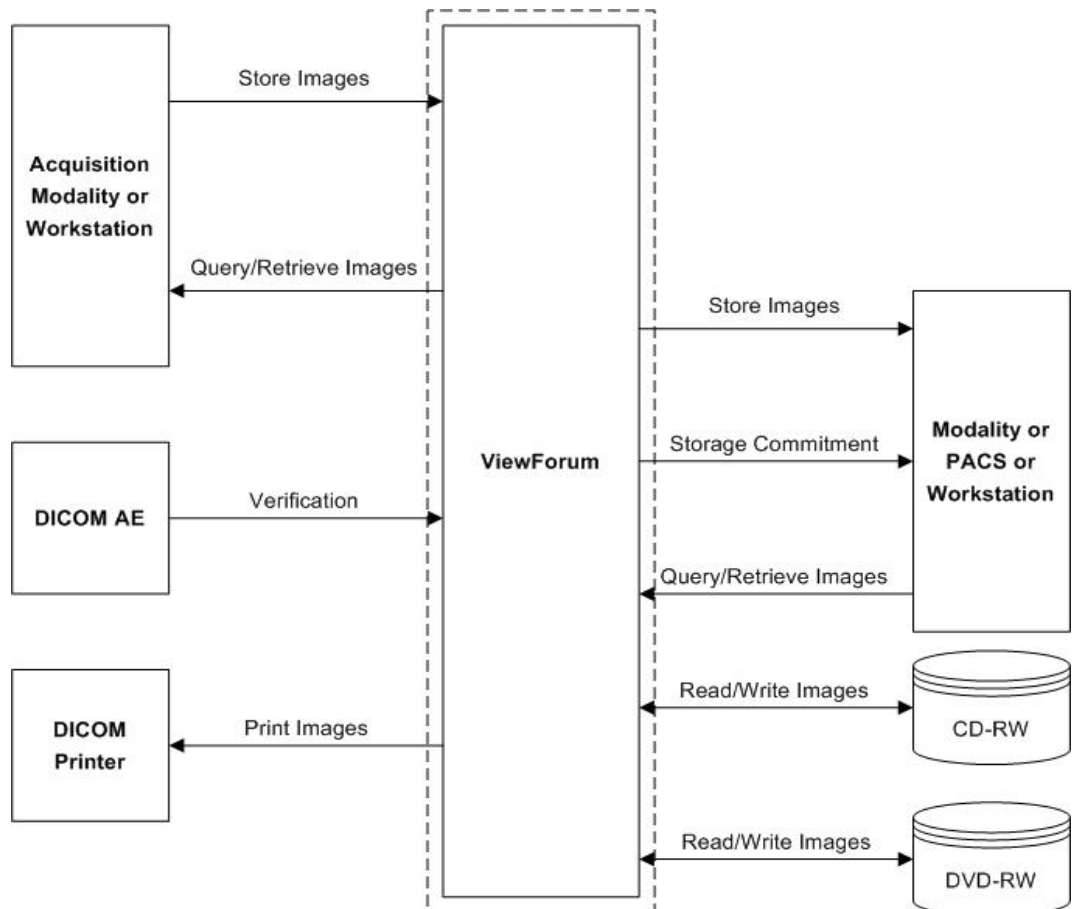 Store Images
Acquisition
Modality or
Workstation
Query/Retrieve Images
DICOM AE
Verification
DICOM
Printer
Print Images
ViewForum
Store Images
Storage Commitment
Modality or
PACS or
Workstation
Query/Retrieve Images
Read/Write Images
CD-RW
Read/Write Images
DVD-RW